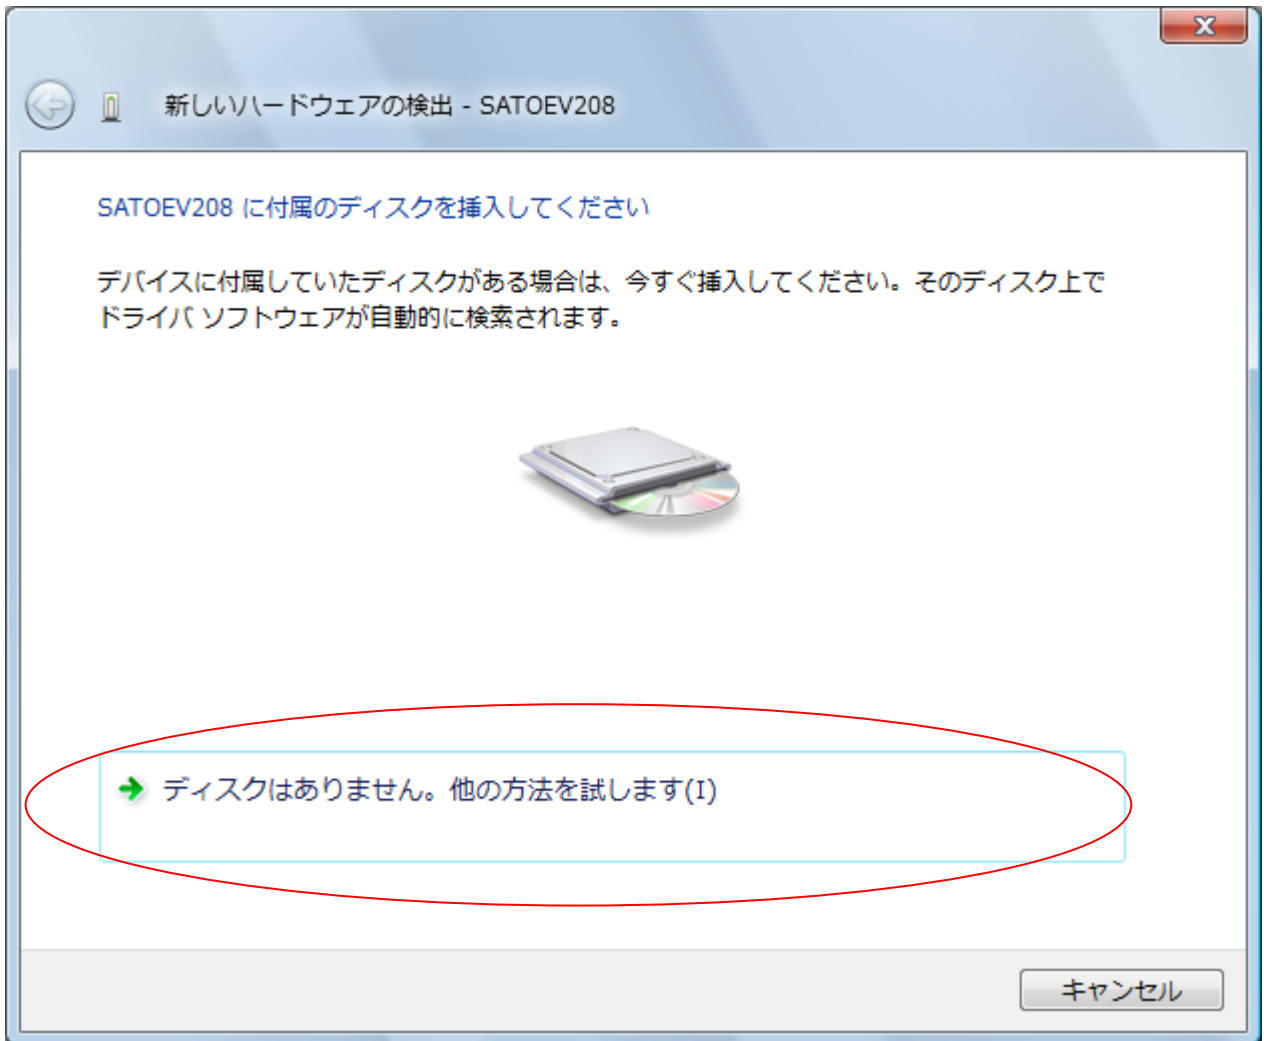 新しいハードウェアの検出 - SATOEV208
SATOEV208 に付属のディスクを挿入してください
デバイスに付属していたディスクがある場合は、今すぐ挿入してください。そのディスク上で
ドライバ ソフトウェアが自動的に検索されます。
ディスクはありません。他の方法を試します(I)
キャンセル